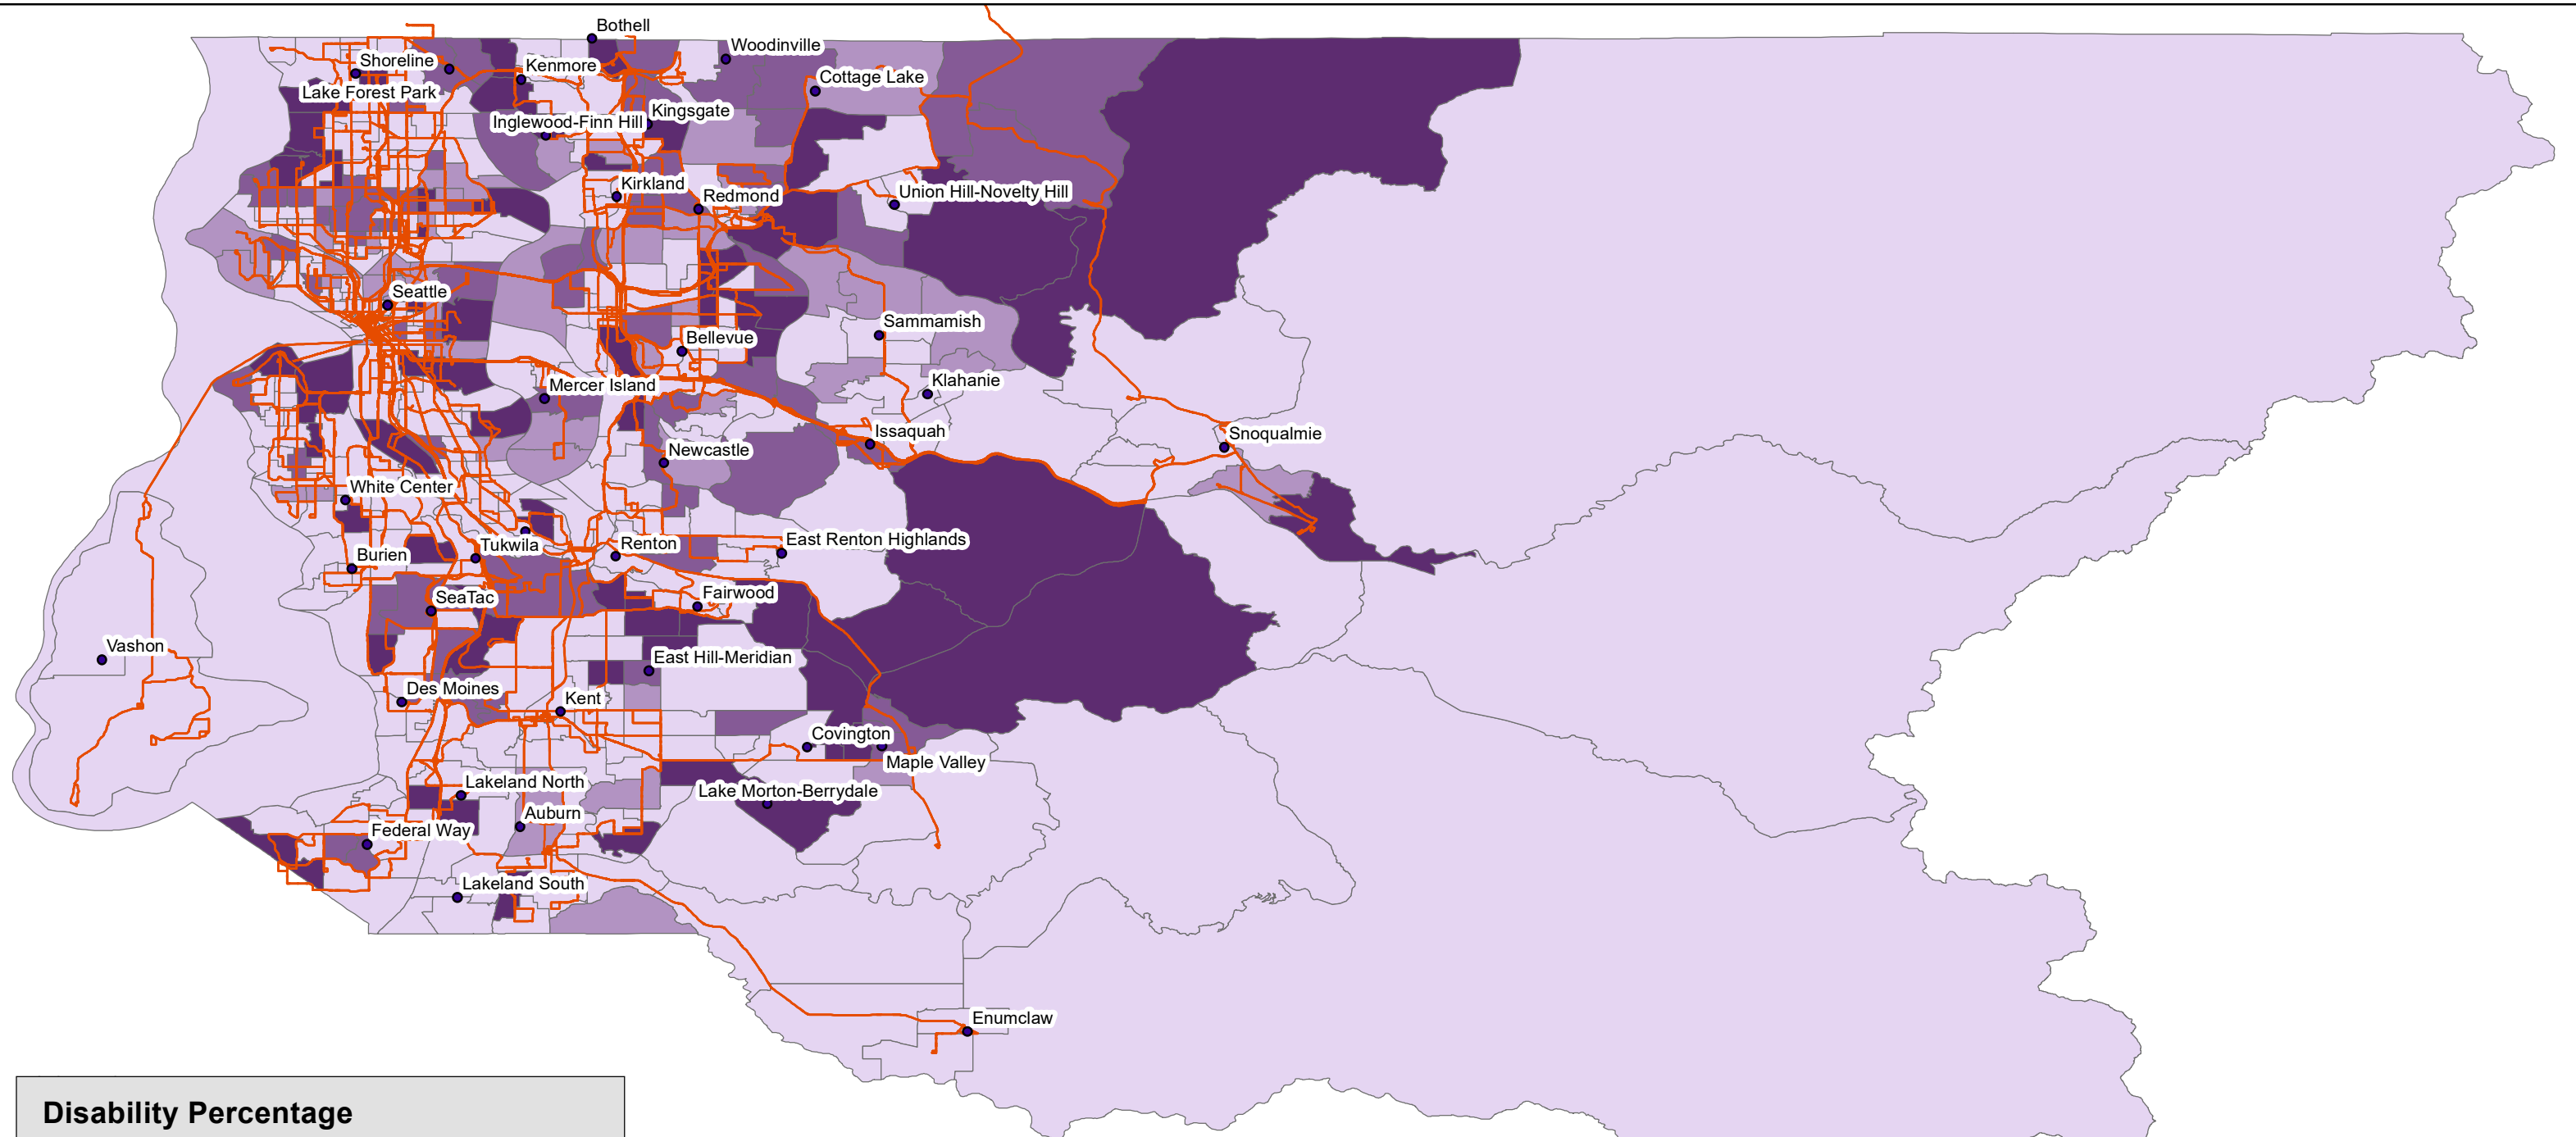 Bothell
Woodinville
Shoreline
Kenmore
Cottage Lake
Lake Forest Park
Kingsgate
Inglewood-Finn Hill
Kirkland
Redmond
Union Hill-Novelty Hill
Seattle
Sammamish
Bellevue
Klahanie
Mercer Island
Issaquah
Snoqualmie
Newcastle
White Center
East Renton Highlands
Renton
Tukwila
Burien
Fairwood
SeaTac
Vashon
East Hill-Meridian
Des Moines
Kent
Covington
Maple Valley
Lakeland North
Lake Morton-Berrydale
Auburn
Federal Way
Lakeland South
Enumclaw
Disability Percentage